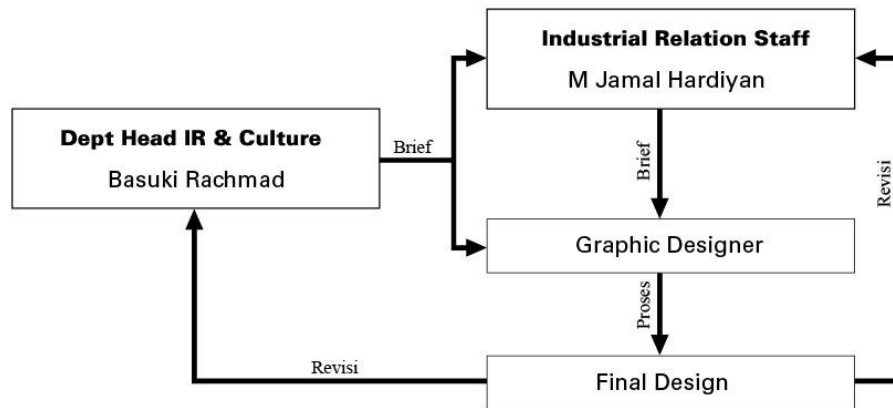 Industrial Relation Staff
M Jamal Hardiyan
Dept Head IR & Culture
Basuki Rachmad
Brief
Brief
Revisi
Graphic Designer
Proses
Revisi
Final Design